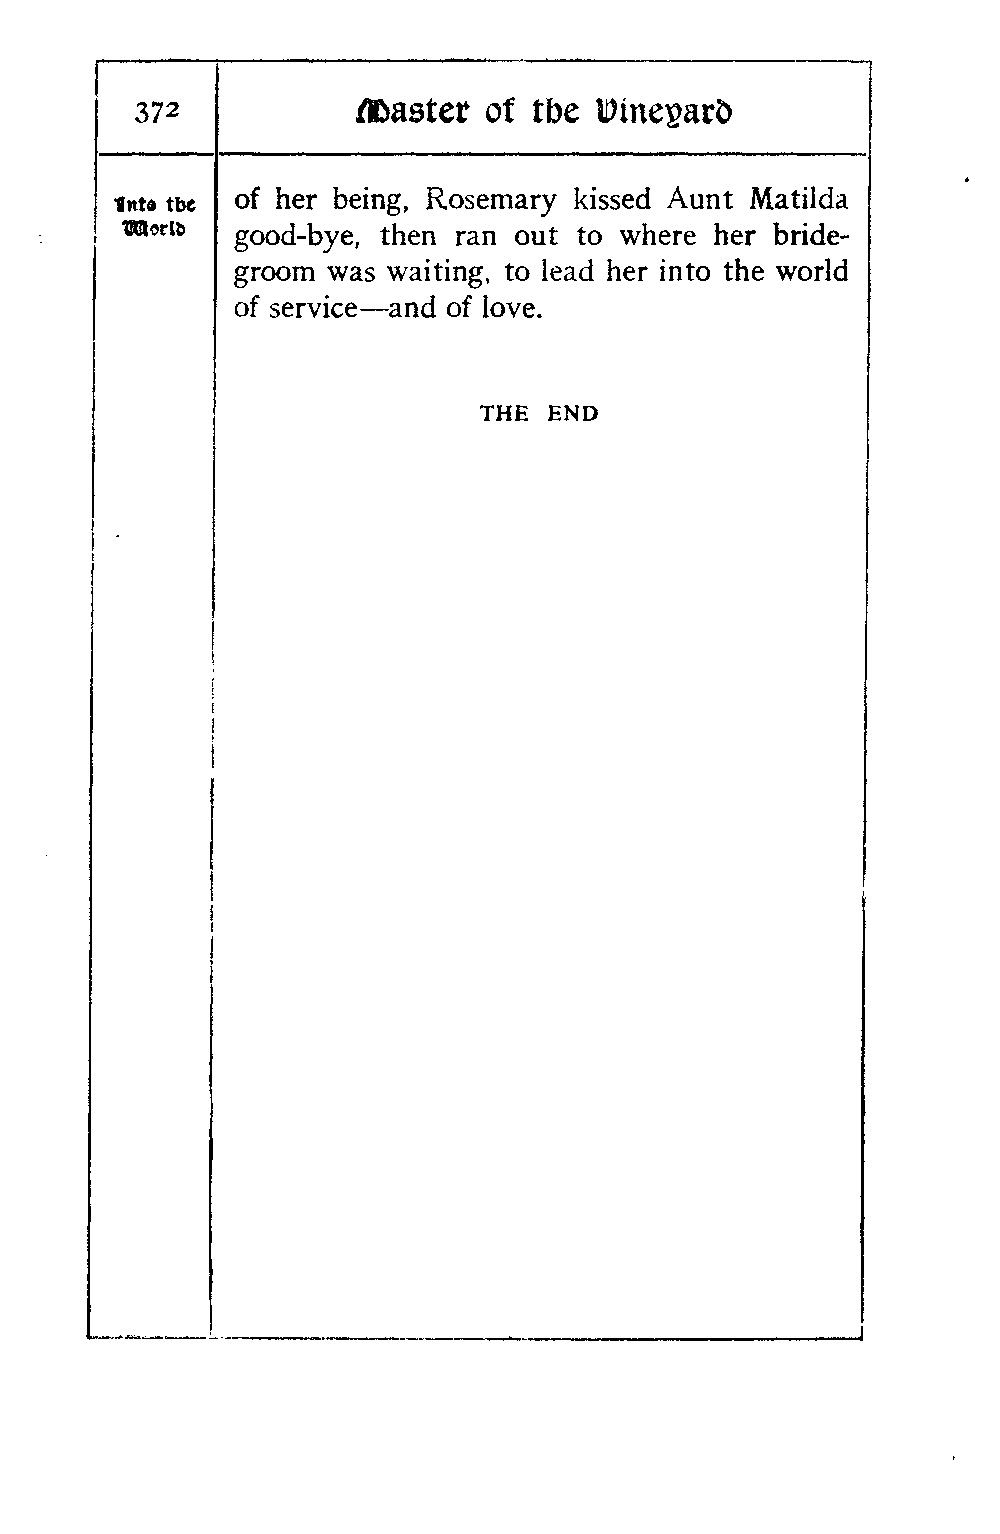 372
Master of the Vineyard
Into the
World
of her being, Rosemary kissed Aunt Matilda
good-bye, then ran out to where her bride-
groom was waiting, to lead her into the world
of service—and of love.
THE END